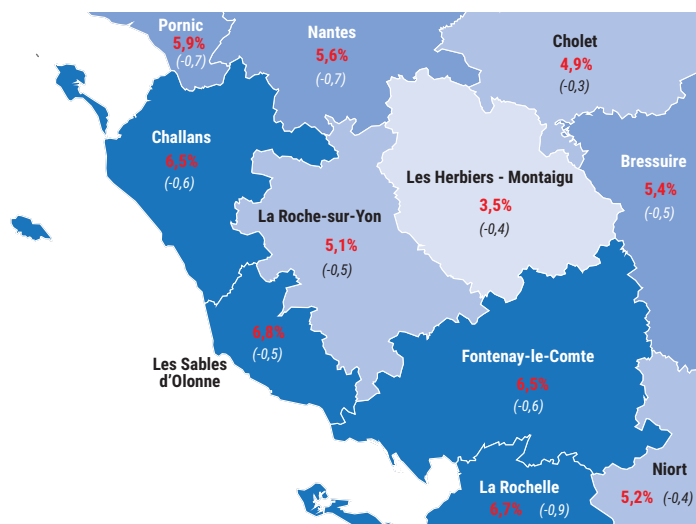 Pornic
5,9%
(-0,7)
Nantes
5,6%
(-0,7)
Cholet
4,9%
(-0,3)
Challans
6,5%
(-0,6)
Les Herbiers - Montaigu
3,5%
(-0,4)
Bressuire
5,4%
(-0,5)
La Roche-sur-Yon
5,1%
(-0,5)
6,8%
(-0,5)
Les Sables
d'Olonne
Fontenay-le-Comte
6,5%
(-0,6)
La Rochelle
6,7% (-0,9)
Niort
5,2% (-0,4)